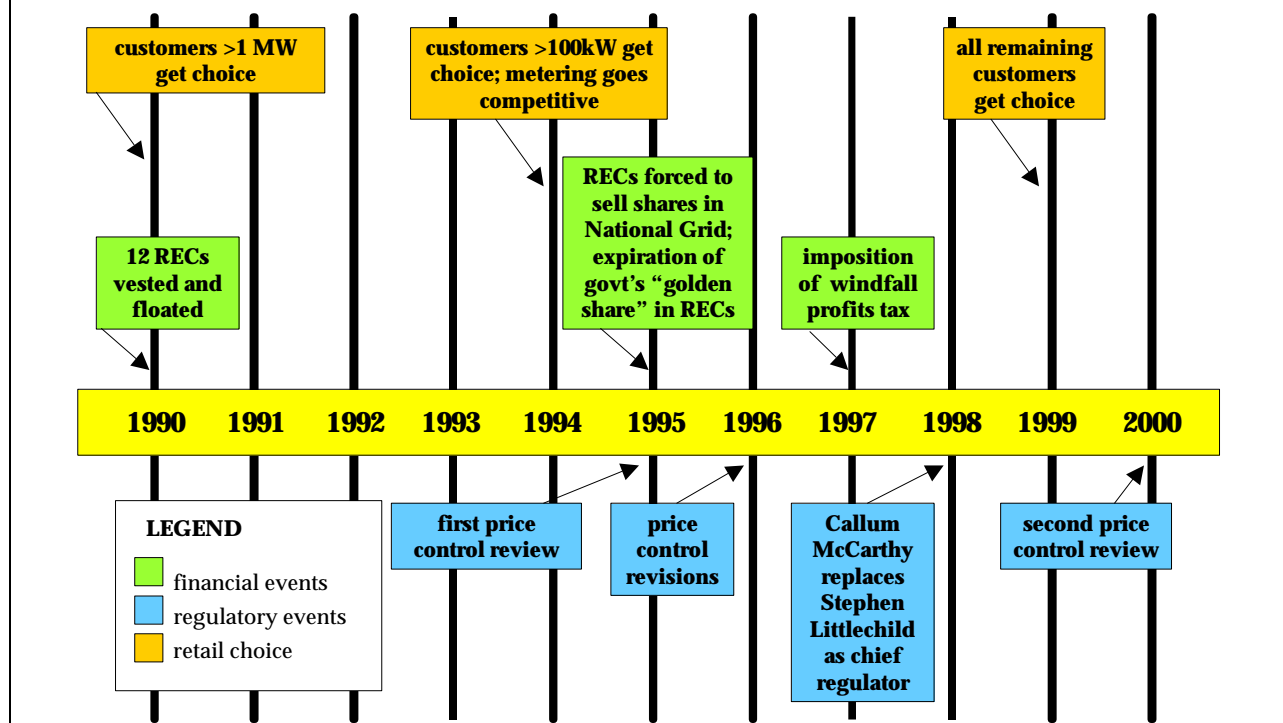 customers >1 MW
get choice
customers >100kW get
choice; metering goes
competitive
all remaining
customers
get choice
12 RECs
vested and
floated
RECs forced to
sell shares in
National Grid;
expiration of
govt's “golden
share” in RECs
imposition
of windfall
profits tax
1990 1991 1992 1993 1994 1995 1996 1997 1998 1999 2000
first price
control review
price
control
revisions
Callum
McCarthy
replaces
Stephen
Littlechild
as chief
regulator
second price
control review
LEGEND
financial events
regulatory events
retail choice